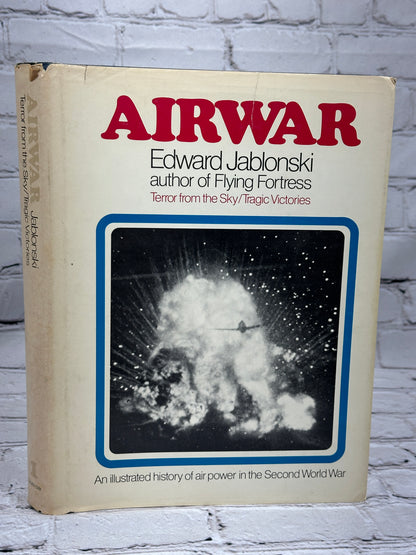 AIRWAR
Edward Jablonski
author of Flying Fortress
Terror from the Sky/Tragic Victories
An illustrated history of air power in the Second World War
AIRWAR Jablonski
Terror from the Sky/Tragic Victories